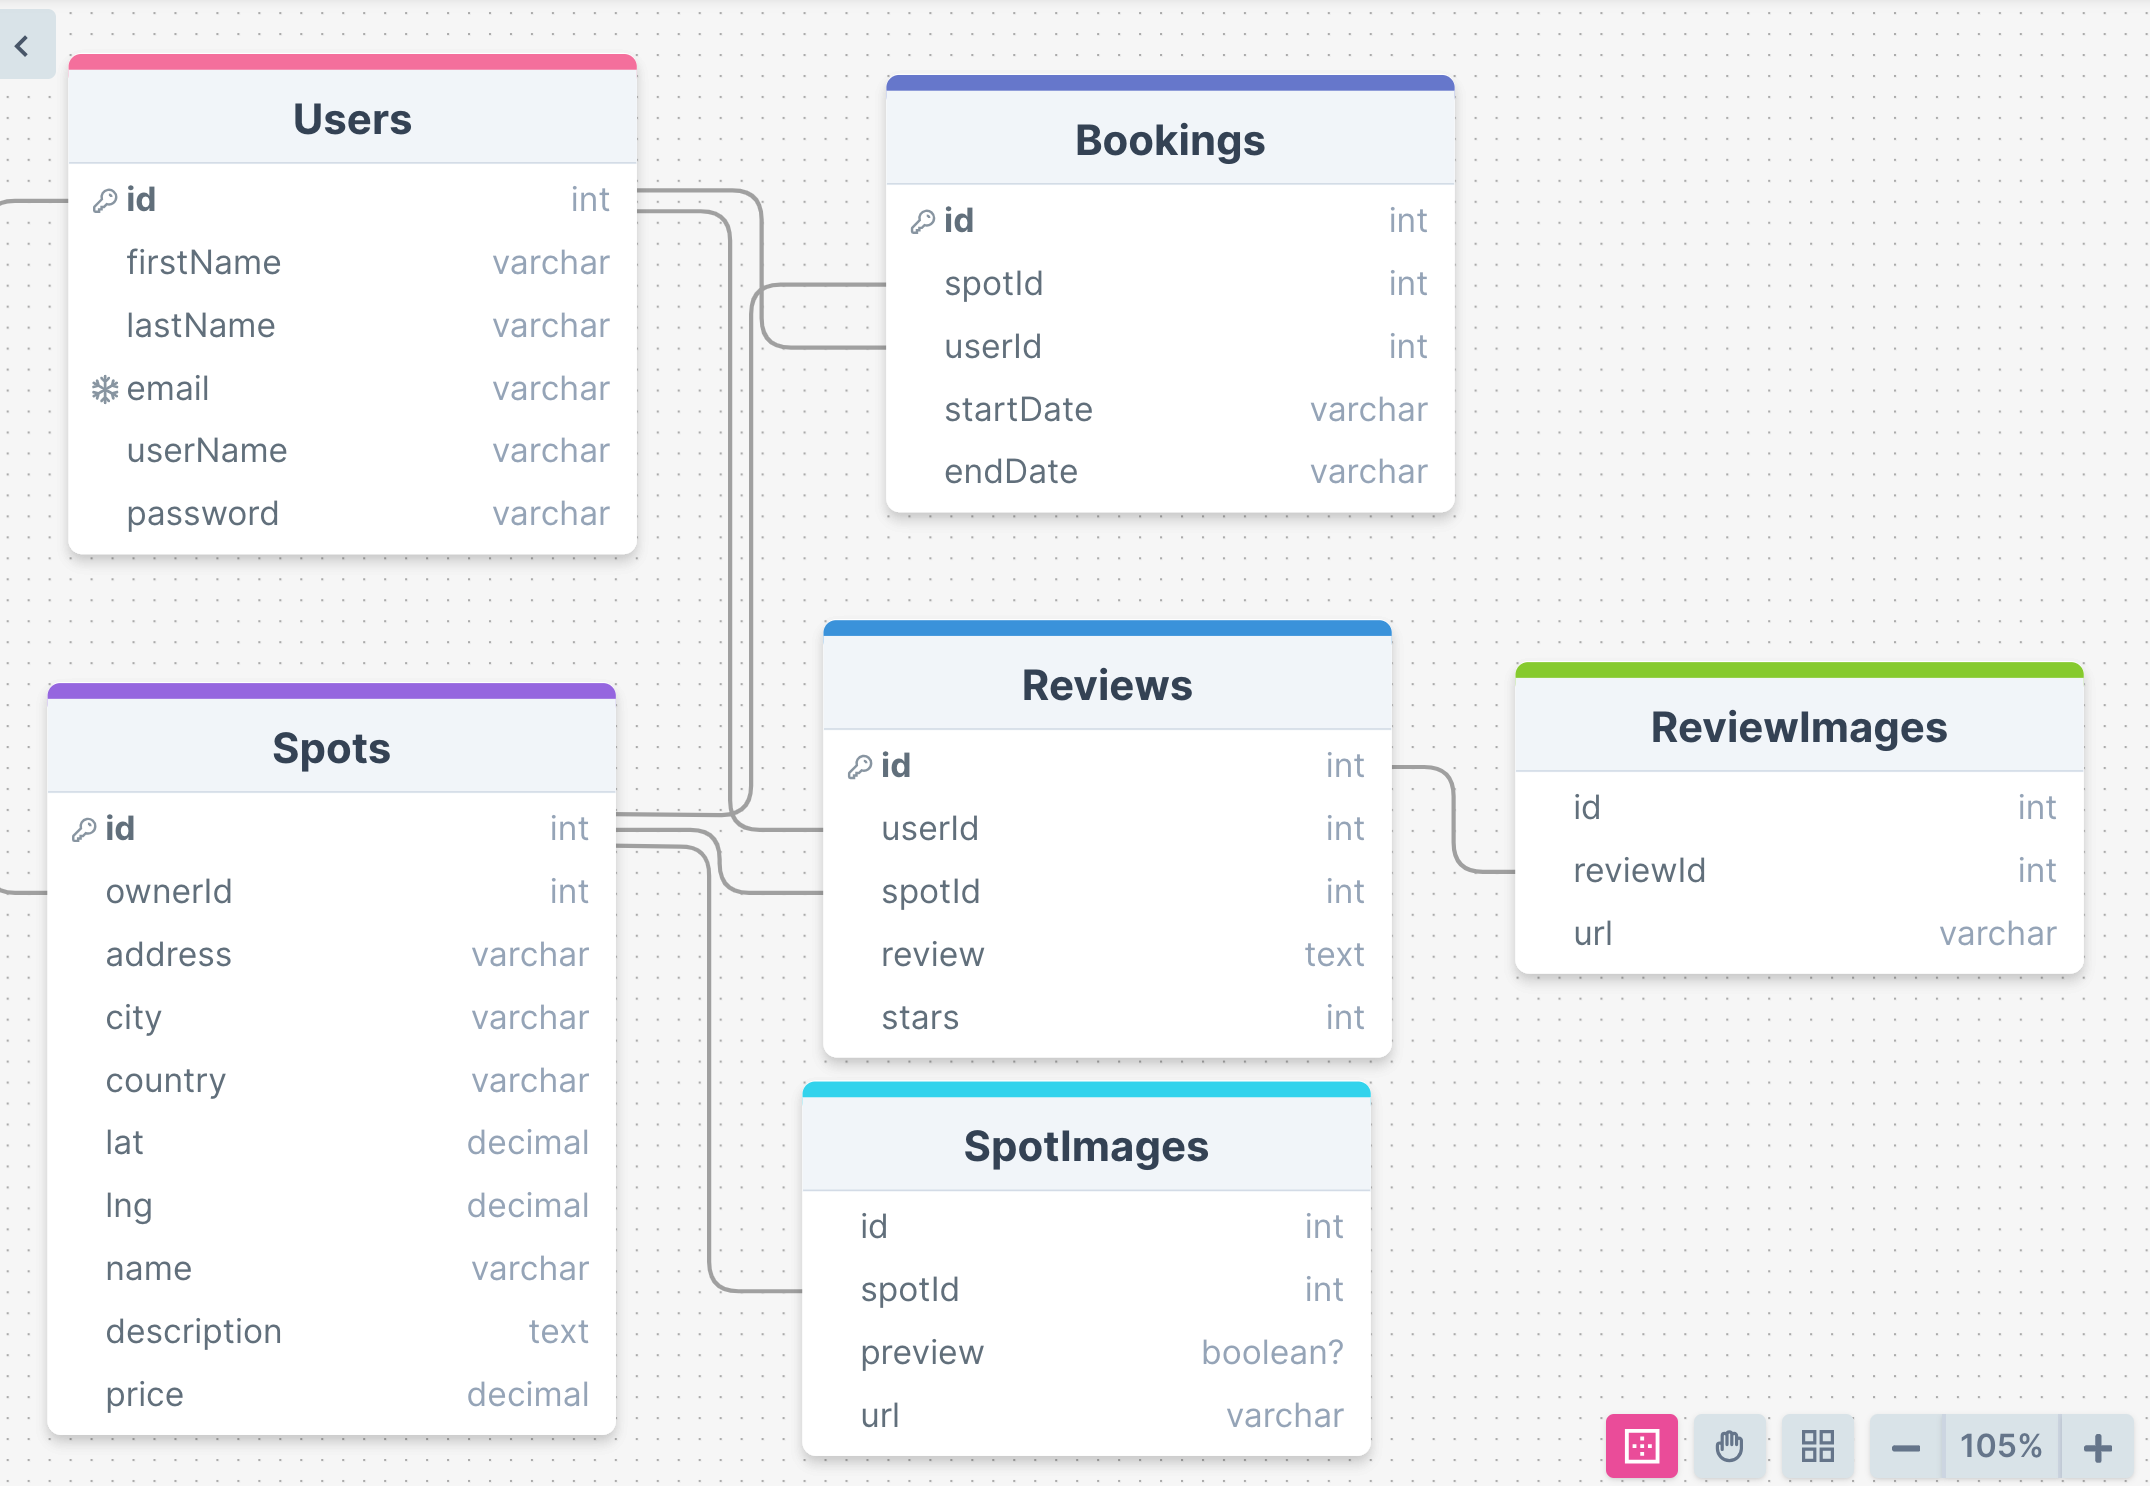 Users
id int
firstName varchar
lastName varchar
email varchar
userName varchar
password varchar
Bookings
id int
spotId int
userId int
startDate varchar
endDate varchar
Spots
id int
ownerId int
address varchar
city varchar
country varchar
lat decimal
lng decimal
name varchar
description text
price decimal
Reviews
id int
userId int
spotId int
review text
stars int
ReviewImages
id int
reviewId int
url varchar
SpotImages
id int
spotId int
preview boolean?
url varchar
105%